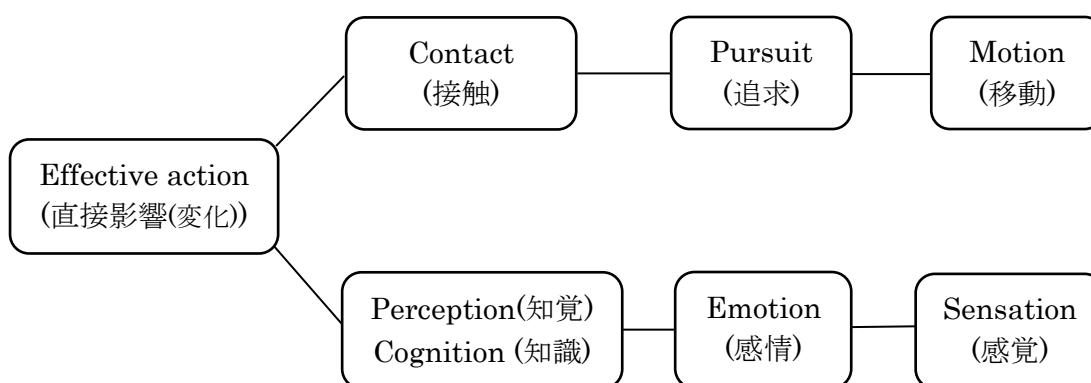 Contact
(接触)
Pursuit
(追求)
Motion
(移動)
Effective action
(直接影響(変化))
Perception(知覚)
Cognition (知識)
Emotion
(感情)
Sensation
(感覚)